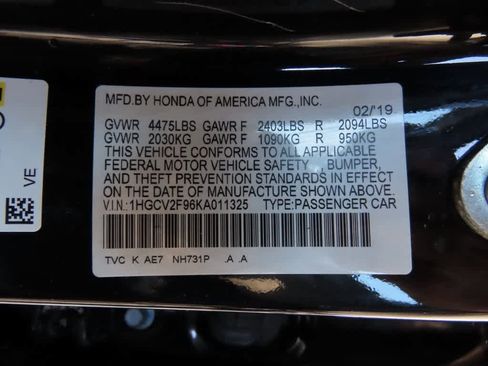 MFD.BY HONDA OF AMERICA MFG.,INC.
02/'19
GVWR 4475LBS GAWR F 2403LBS R 2094LBS
GVWR 2030KG GAWR F 1090KG R 950KG
THIS VEHICLE CONFORMS TO ALL APPLICABLE
FEDERAL MOTOR VEHICLE SAFETY , BUMPER,
AND THEFT PREVENTION STANDARDS IN EFFECT
ON THE DATE OF MANUFACTURE SHOWN ABOVE.
V.I.N.:1HGCV2F96KA011325 TYPE:PASSENGER CAR
TVC K AE7 NH731P .A .A
VE